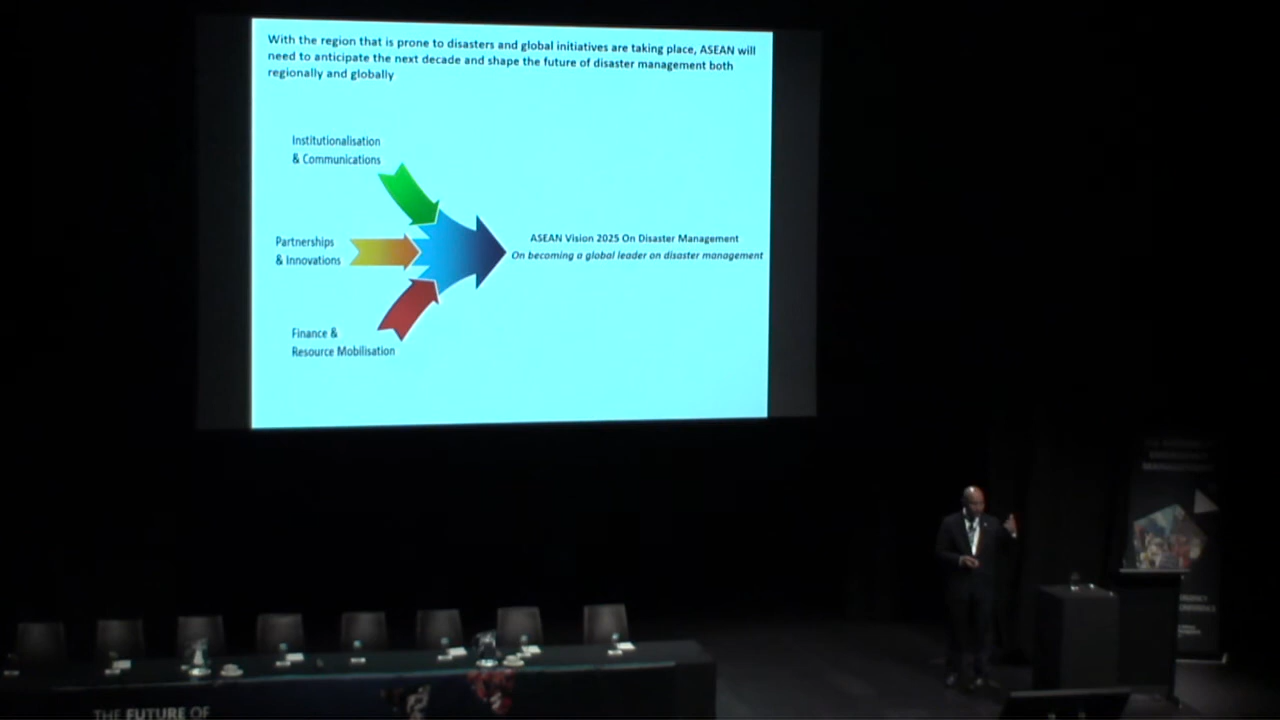 With the region that is prone to disasters and global initiatives are taking place, ASEAN will
need to anticipate the next decade and shape the future of disaster management both
regionally and globally
Institutionalisation
& Communications
Partnerships
& Innovations
ASEAN Vision 2025 On Disaster Management
On becoming a global leader on disaster management
Finance &
Resource Mobilisation
THE FUTURE OF